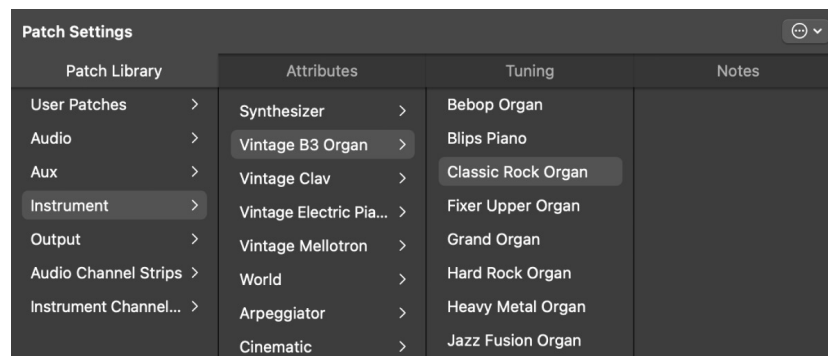 Patch Settings
Patch Library
Attributes
Tuning
Notes
User Patches
Audio
Aux
Instrument
Output
Audio Channel Strips
Instrument Channel...
Synthesizer
Vintage B3 Organ
Vintage Clav
Vintage Electric Pia...
Vintage Mellotron
World
Arpeggiator
Cinematic
Bebop Organ
Blips Piano
Classic Rock Organ
Fixer Upper Organ
Grand Organ
Hard Rock Organ
Heavy Metal Organ
Jazz Fusion Organ